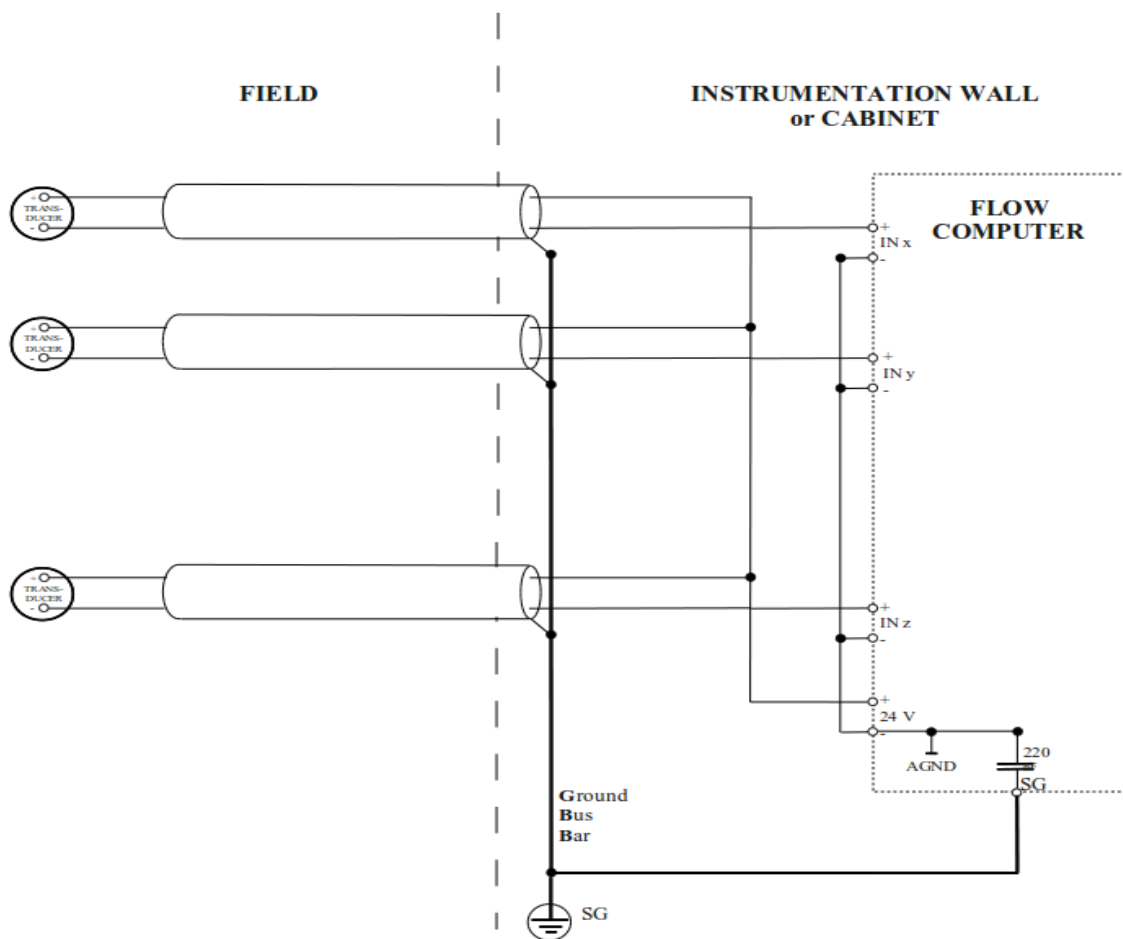 FIELD
INSTRUMENTATION WALL
or CABINET
FLOW
COMPUTER
+
TRANS-
DUCER
-
+
IN x
-
+
TRANS-
DUCER
-
+
IN y
-
+
TRANS-
DUCER
-
+
IN z
-
+
24 V
-
AGND
220
SG
Ground
Bus
Bar
SG